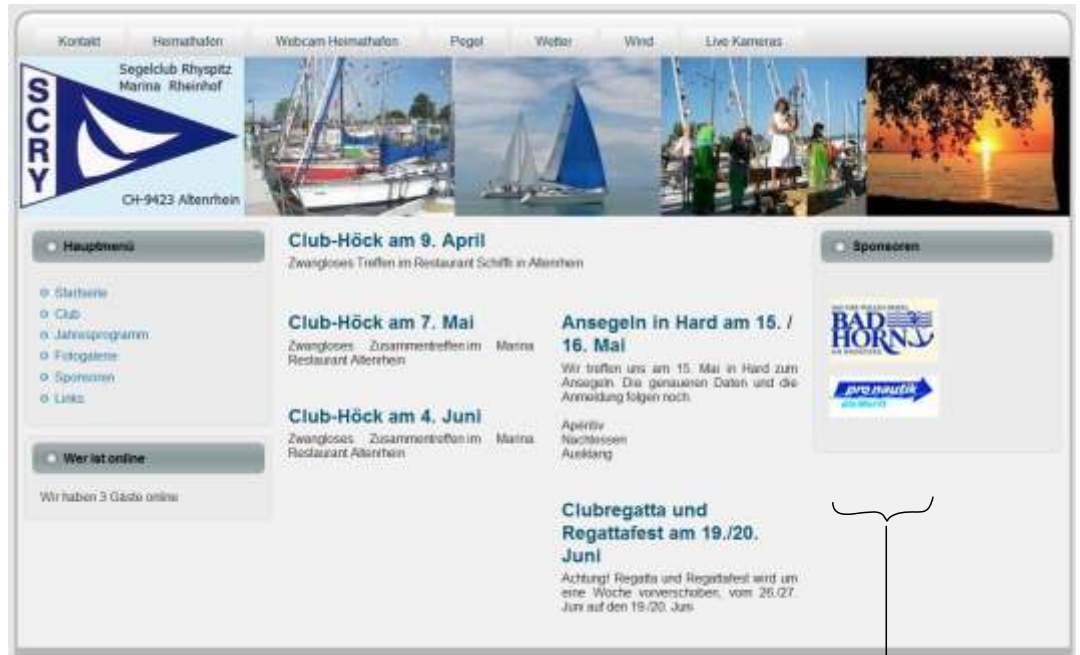 Kontakt Heimathafen Webcam Heimathafen Pegel Wetter Wind Live Kameras
SCRY
Segelclub Rhyspitz
Marina Rheinhof
CH-9423 Altenrhein
Hauptmenü
Startseite
Club
Jahresprogramm
Fotogalerie
Sponsoren
Links
Wer ist online
Wir haben 3 Gäste online
Club-Höck am 9. April
Zwangloses Treffen im Restaurant Schiffli in Altenrhein
Club-Höck am 7. Mai
Zwangloses Zusammentreffen im Marina
Restaurant Altenrhein
Club-Höck am 4. Juni
Zwangloses Zusammentreffen im Marina
Restaurant Altenrhein
Ansegeln in Hard am 15. /
16. Mai
Wir treffen uns am 15. Mai in Hard zum
Ansegeln. Die genaueren Daten und die
Anmeldung folgen noch.
Apéritiv
Nachtessen
Ausklang
Clubregatta und
Regattafest am 19./20.
Juni
Achtung! Regatta und Regattafest wird um
eine Woche vorverschoben, vom 26./27.
Juni auf den 19./20. Juni
Sponsoren
BAD
HORN
pro nautik